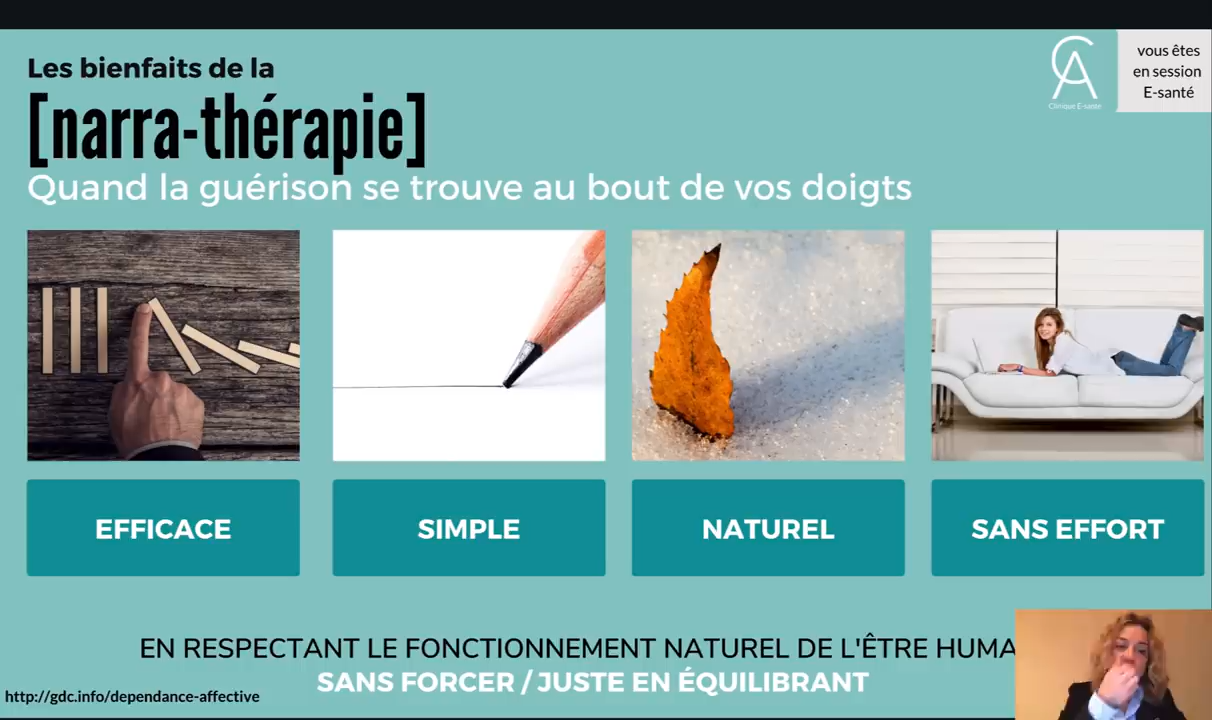 Les bienfaits de la
[narra-thérapie]
Quand la guérison se trouve au bout de vos doigts
Clinique E-santé
vous êtes
en session
E-santé
EFFICACE
SIMPLE
NATUREL
SANS EFFORT
EN RESPECTANT LE FONCTIONNEMENT NATUREL DE L'ÊTRE HUMA
SANS FORCER / JUSTE EN ÉQUILIBRANT
http://gdc.info/dependance-affective